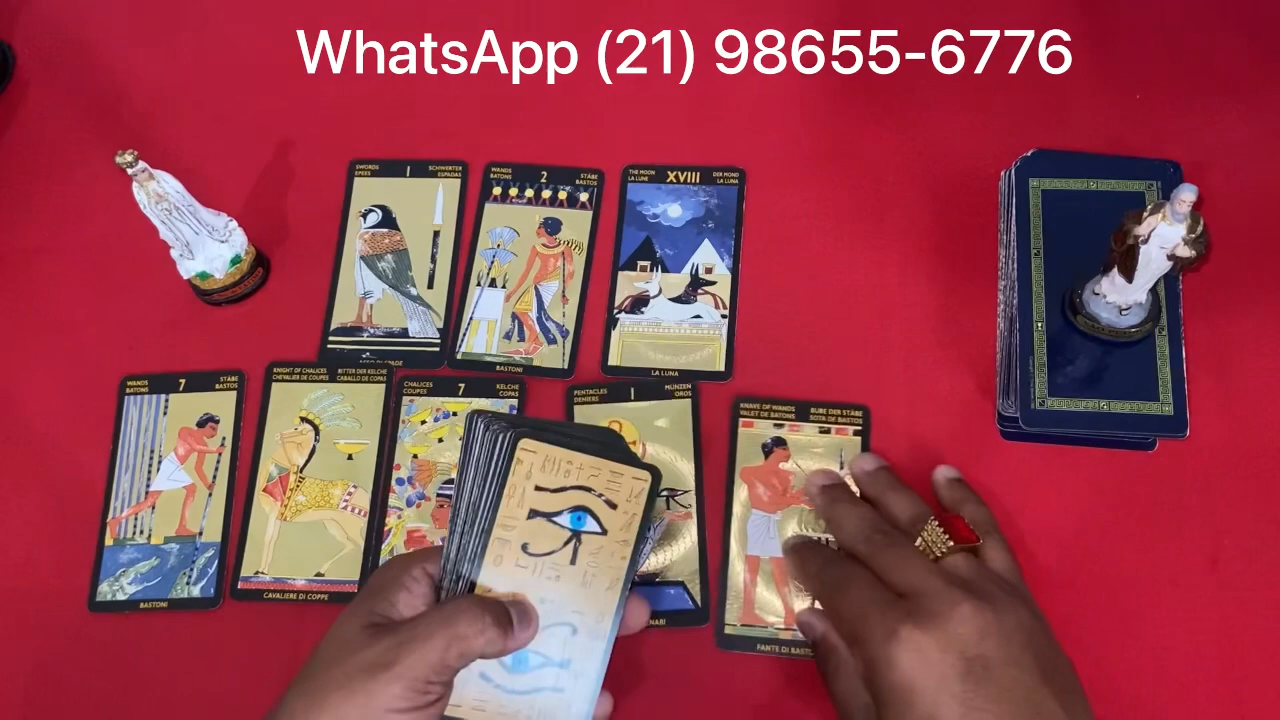 WhatsApp (21) 98655-6776
SWORDS
EPEES
I
SCHWERTER
ESPADAS
WANDS
BATONS
2
STÄBE
BASTOS
BASTONI
THE MOON
LA LUNE
XVIII
DER MOND
LA LUNA
LA LUNA
WANDS
BATONS
7
STÄBE
BASTOS
BASTONI
KNIGHT OF CHALICES
CHEVALIER DE COUPES
RITTER DER KELCHE
CABALLO DE COPAS
CAVALIERE DI COPPE
CHALICES
COUPES
7
KELCHE
COPAS
PENTACLES
DENIERS
I
MÜNZEN
OROS
KNAVE OF WANDS
VALET DE BATONS
BUBE DER STÄBE
SOTA DE BASTOS
FANTE DI